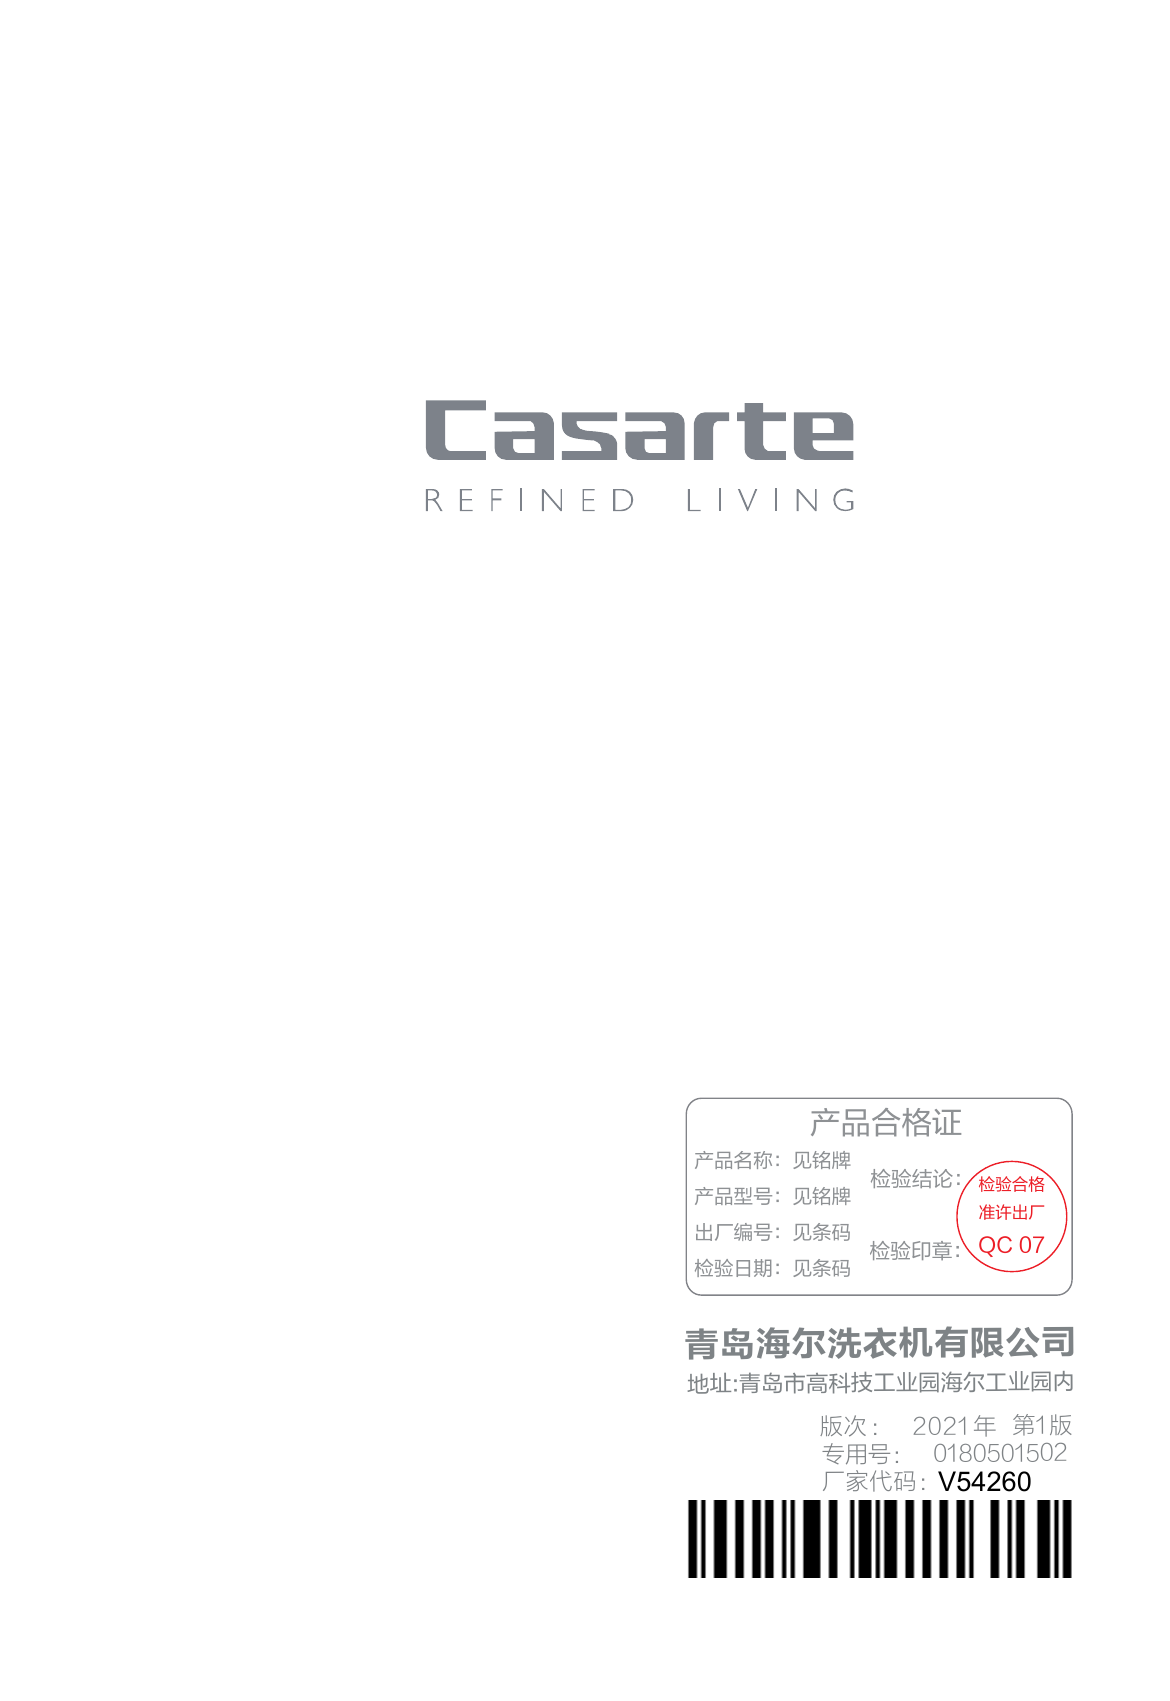 Casarte
REFINED LIVING
产品合格证
产品名称：见铭牌
产品型号：见铭牌
出厂编号：见条码
检验日期：见条码
检验结论：
检验印章：
检验合格
准许出厂
QC 07
青岛海尔洗衣机有限公司
地址:青岛市高科技工业园海尔工业园内
版次： 2021年 第1版
专用号： 0180501502
厂家代码：V54260